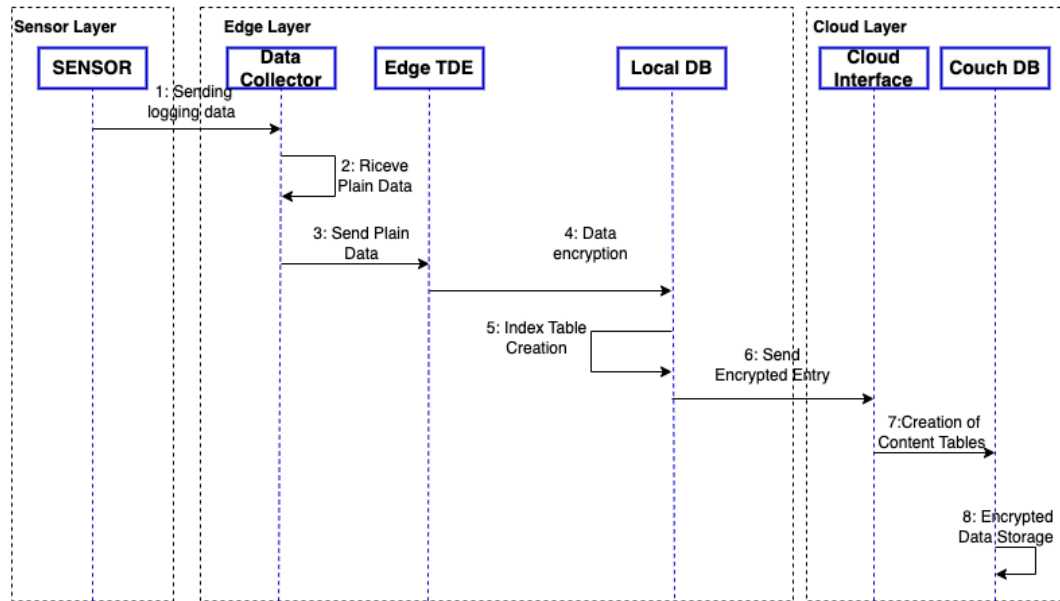 Sensor Layer
Edge Layer
Cloud Layer
SENSOR
Data
Collector
Edge TDE
Local DB
Cloud
Interface
Couch DB
1: Sending
logging data
2: Riceve
Plain Data
3: Send Plain
Data
4: Data
encryption
5: Index Table
Creation
6: Send
Encrypted Entry
7:Creation of
Content Tables
8: Encrypted
Data Storage